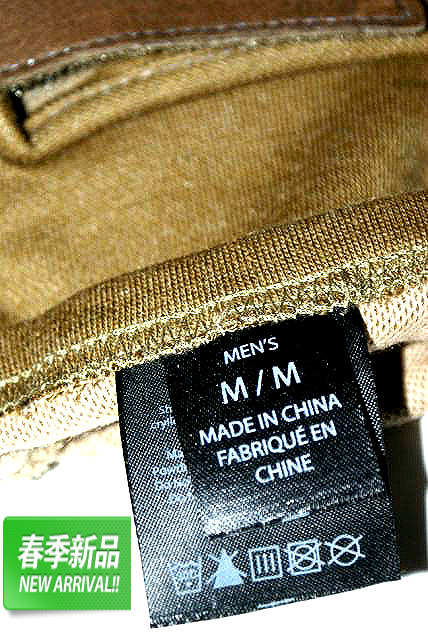 MEN'S
M / M
MADE IN CHINA
FABRIQUÉ EN
CHINE
春季新品
NEW ARRIVAL!!